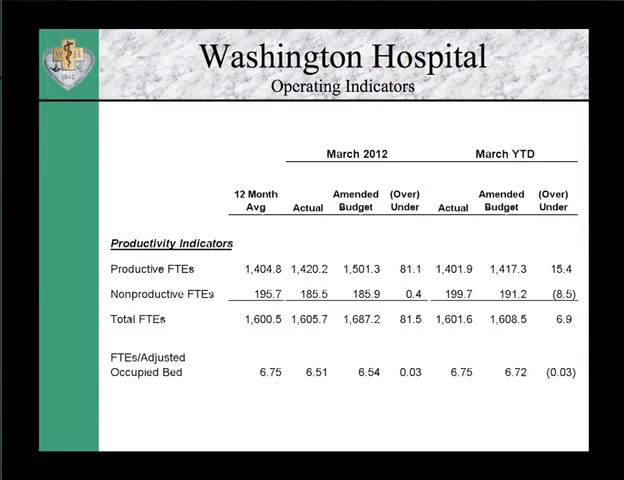 Washington Hospital
Operating Indicators
March 2012 March YTD
12 Month Amended (Over) Amended (Over)
Avg Actual Budget Under Actual Budget Under
Productivity Indicators
Productive FTEs 1,404.8 1,420.2 1,501.3 81.1 1,401.9 1,417.3 15.4
Nonproductive FTEs 195.7 185.5 185.9 0.4 199.7 191.2 (8.5)
Total FTEs 1,600.5 1,605.7 1,687.2 81.5 1,601.6 1,608.5 6.9
FTEs/Adjusted
Occupied Bed 6.75 6.51 6.54 0.03 6.75 6.72 (0.03)